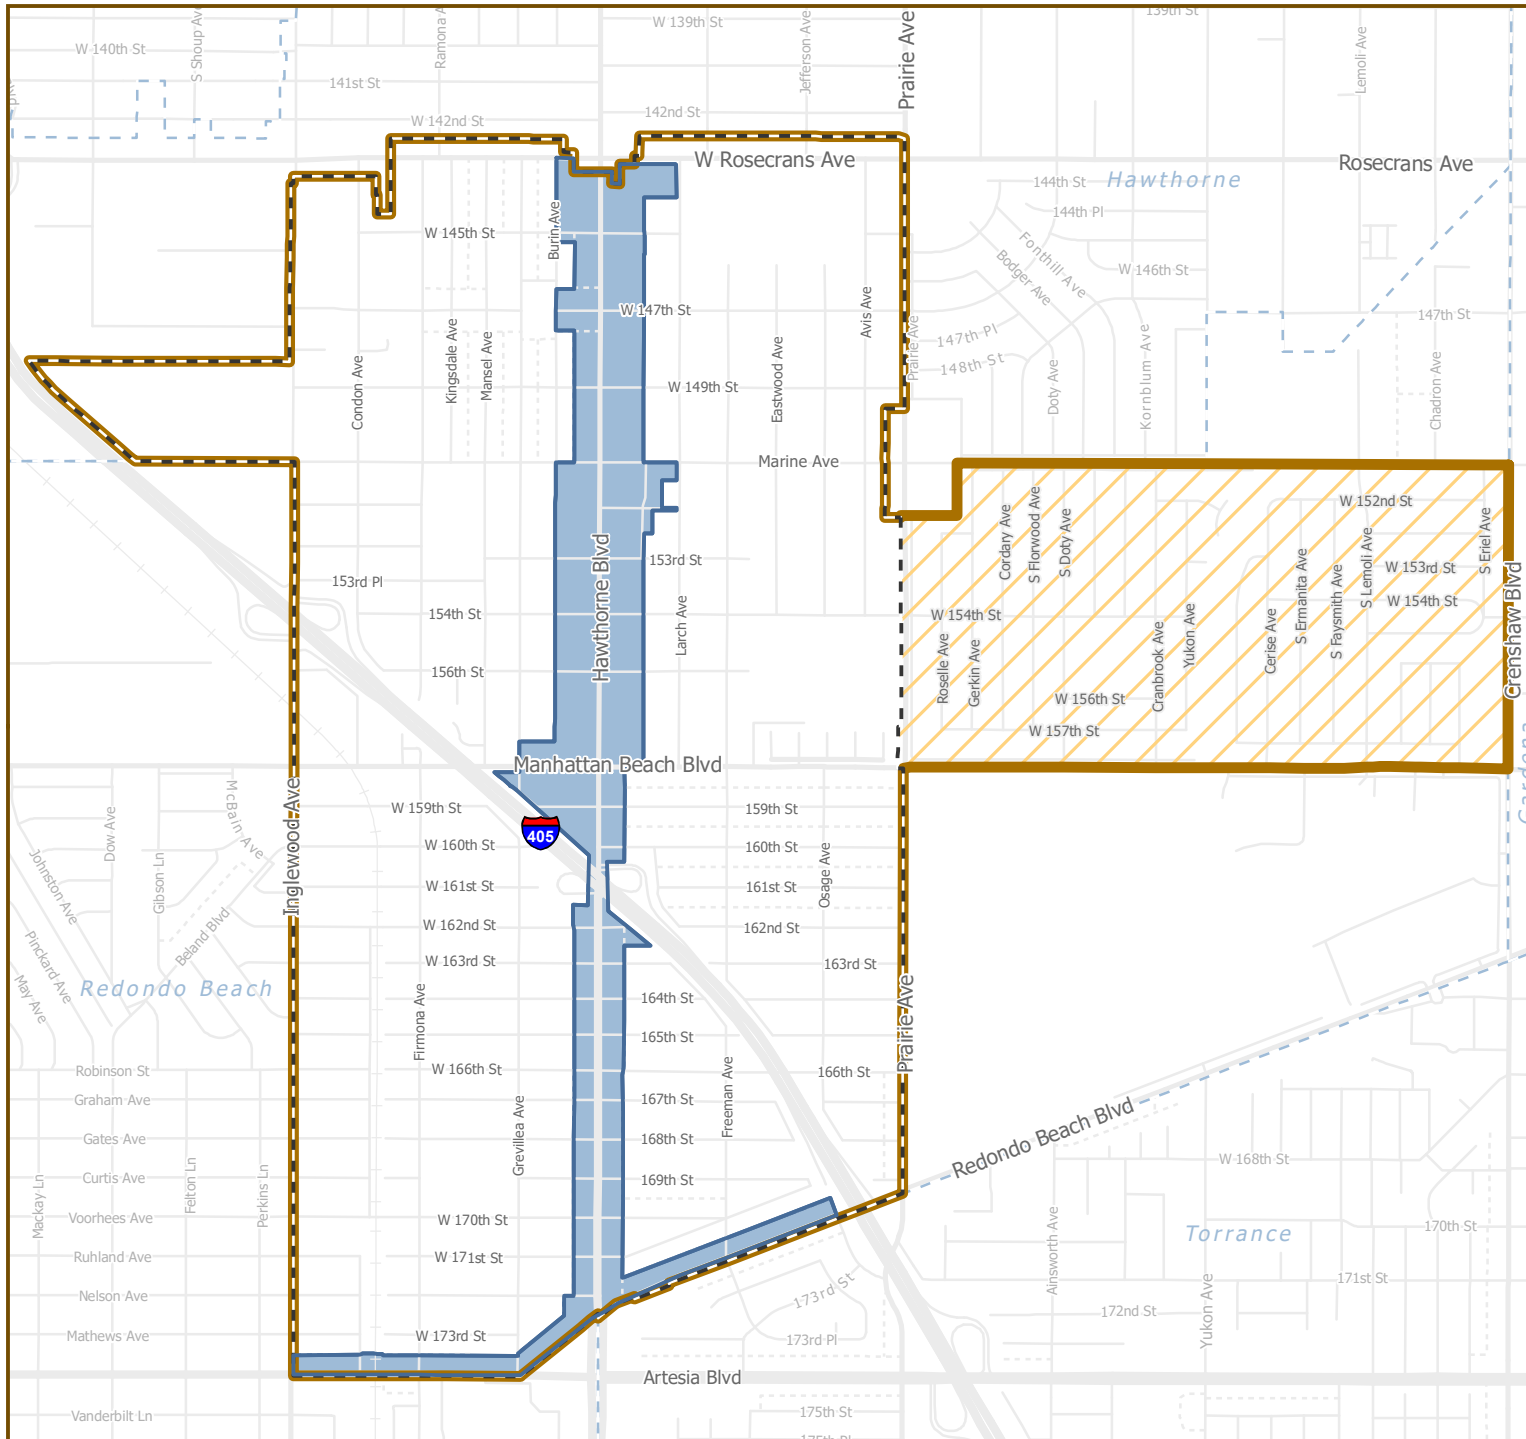 139th St
W 139th St
W 140th St
S Shoup Av
Ramona A
Jefferson Ave
Prairie Ave
Lemoli Ave
141st St
142nd St
W 142nd St
W Rosecrans Ave
Rosecrans Ave
144th St
Hawthorne
144th Pl
W 145th St
Burin Ave
Fonthill Ave
Bodger Ave
W 146th St
W 147th St
Avis Ave
147th St
Prairie Ave
147th Pl
148th St
Kingsdale Ave
Mansel Ave
Condon Ave
Eastwood Ave
W 149th St
Doty Ave
Kornblum Ave
Chadron Ave
Marine Ave
W 152nd St
Cordary Ave
S Florwood Ave
S Doty Ave
S Eriel Ave
153rd St
Hawthorne Blvd
S Ermanita Ave
S Faysmith Ave
S Lemoli Ave
W 153rd St
153rd Pl
W 154th St
154th St
Larch Ave
W 154th St
Crenshaw Blvd
Roselle Ave
Gerkin Ave
Cranbrook Ave
Yukon Ave
Cerise Ave
156th St
W 156th St
W 157th St
Manhattan Beach Blvd
Gardena
McBain Ave
Dow Ave
Inglewood Ave
W 159th St
159th St
405
W 160th St
160th St
Johnston Ave
Gibson Ln
Osage Ave
W 161st St
161st St
W 162nd St
162nd St
Beland Blvd
Pinckard Ave
May Ave
W 163rd St
163rd St
Redondo Beach
164th St
Firmona Ave
165th St
Prairie Ave
Robinson St
W 166th St
166th St
Freeman Ave
Graham Ave
167th St
Redondo Beach Blvd
Grevillea Ave
Gates Ave
168th St
W 168th St
Curtis Ave
169th St
Mackay Ln
Felton Ln
Perkins Ln
Voorhees Ave
W 170th St
Torrance
170th St
Ainsworth Ave
Ruhland Ave
W 171st St
171st St
Nelson Ave
173rd St
172nd St
Yukon Ave
Mathews Ave
W 173rd St
173rd Pl
Artesia Blvd
Vanderbilt Ln
175th St
175th Pl